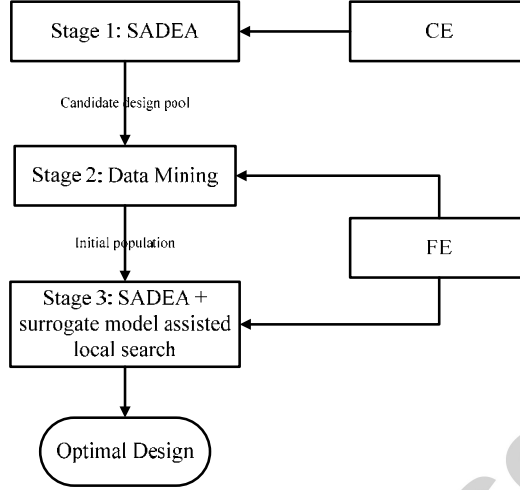 Stage 1: SADEA
CE
Candidate design pool
Stage 2: Data Mining
Initial population
FE
Stage 3: SADEA +
surrogate model assisted
local search
Optimal Design